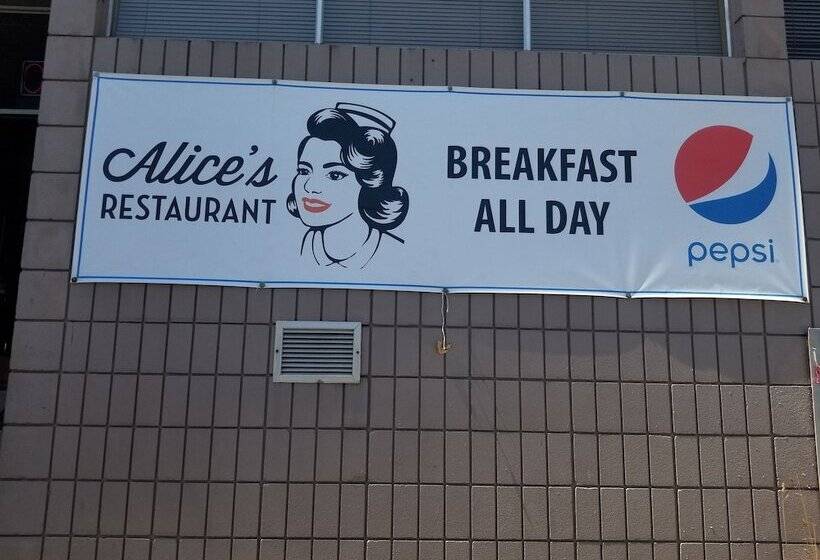 Alice's
RESTAURANT
BREAKFAST
ALL DAY
pepsi